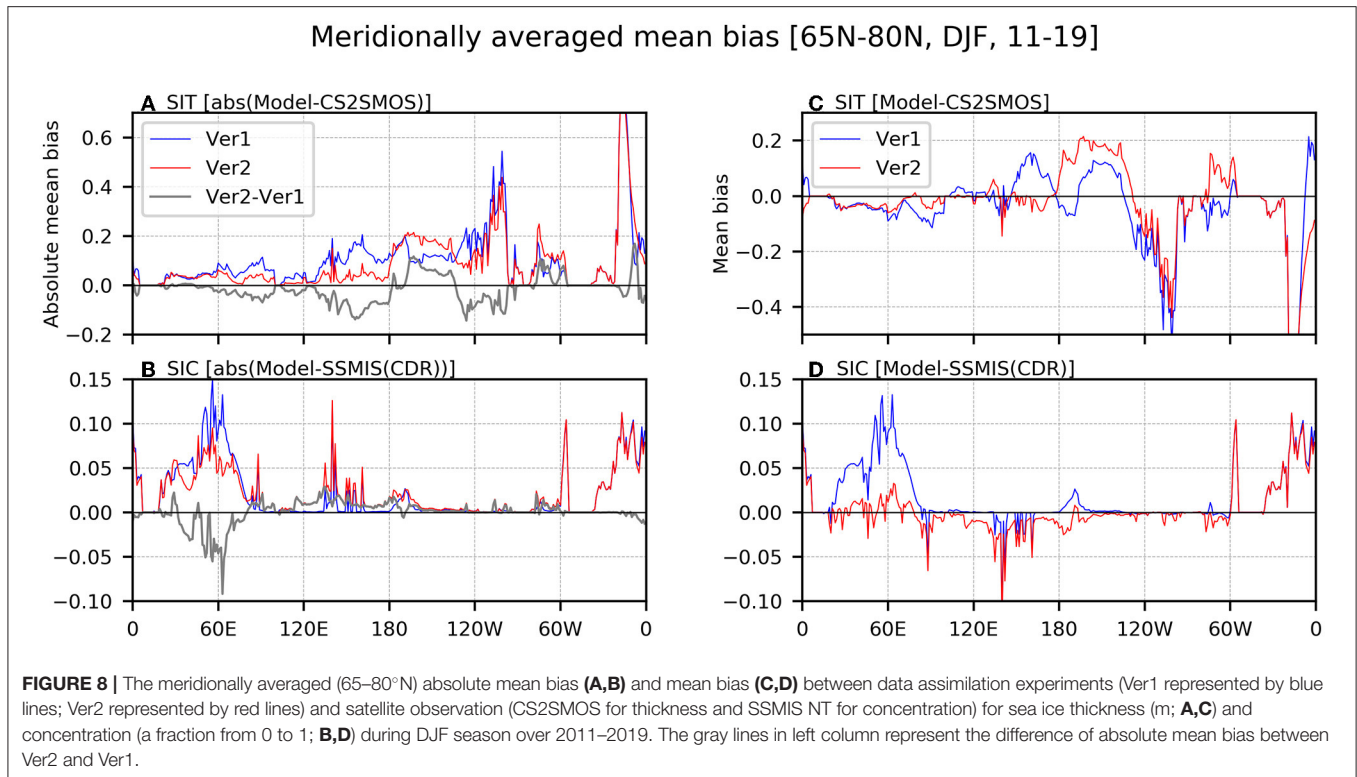 Meridionally averaged mean bias [65N-80N, DJF, 11-19]
A SIT [abs(Model-CS2SMOS)]
Absolute meean bias
0.6
0.4
0.2
0.0
−0.2
Ver1
Ver2
Ver2-Ver1
C SIT [Model-CS2SMOS]
Mean bias
0.2
0.0
−0.2
−0.4
Ver1
Ver2
B SIC [abs(Model-SSMIS(CDR))]
0.15
0.10
0.05
0.00
−0.05
−0.10
0 60E 120E 180 120W 60W 0
D SIC [Model-SSMIS(CDR)]
0.15
0.10
0.05
0.00
−0.05
−0.10
0 60E 120E 180 120W 60W 0
FIGURE 8 | The meridionally averaged (65–80°N) absolute mean bias (A,B) and mean bias (C,D) between data assimilation experiments (Ver1 represented by blue
lines; Ver2 represented by red lines) and satellite observation (CS2SMOS for thickness and SSMIS NT for concentration) for sea ice thickness (m; A,C) and
concentration (a fraction from 0 to 1; B,D) during DJF season over 2011–2019. The gray lines in left column represent the difference of absolute mean bias between
Ver2 and Ver1.